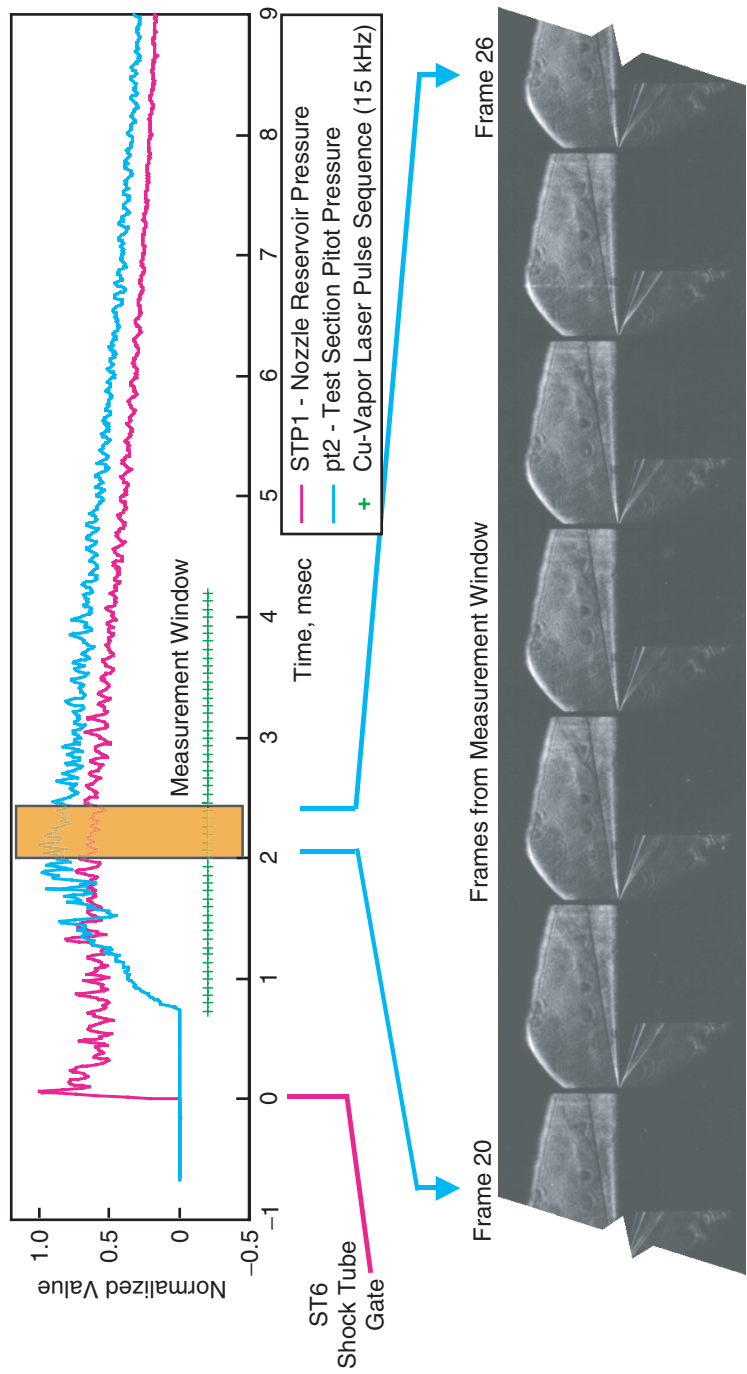 Normalized Value
1.0
0.5
0
−0.5
−1
0
1
2
3
4
5
6
7
8
9
Measurement Window
Time, msec
STP1 - Nozzle Reservoir Pressure
pt2 - Test Section Pitot Pressure
Cu-Vapor Laser Pulse Sequence (15 kHz)
ST6
Shock Tube
Gate
Frame 20
Frames from Measurement Window
Frame 26